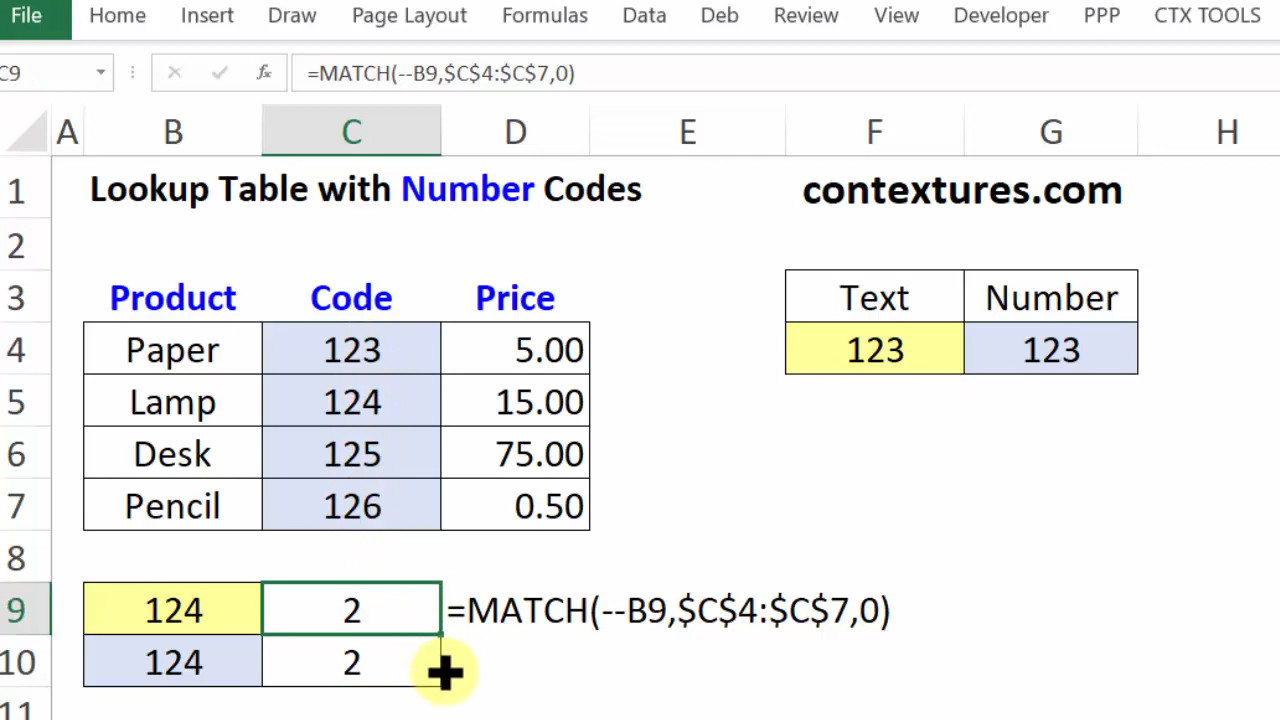 File Home Insert Draw Page Layout Formulas Data Deb Review View Developer PPP CTX TOOLS
C9 fx =MATCH(--B9,$C$4:$C$7,0)
A B C D E F G H
1 Lookup Table with Number Codes contextures.com
2
3 Product Code Price Text Number
4 Paper 123 5.00 123 123
5 Lamp 124 15.00
6 Desk 125 75.00
7 Pencil 126 0.50
8
9 124 2 =MATCH(--B9,$C$4:$C$7,0)
10 124 2
11